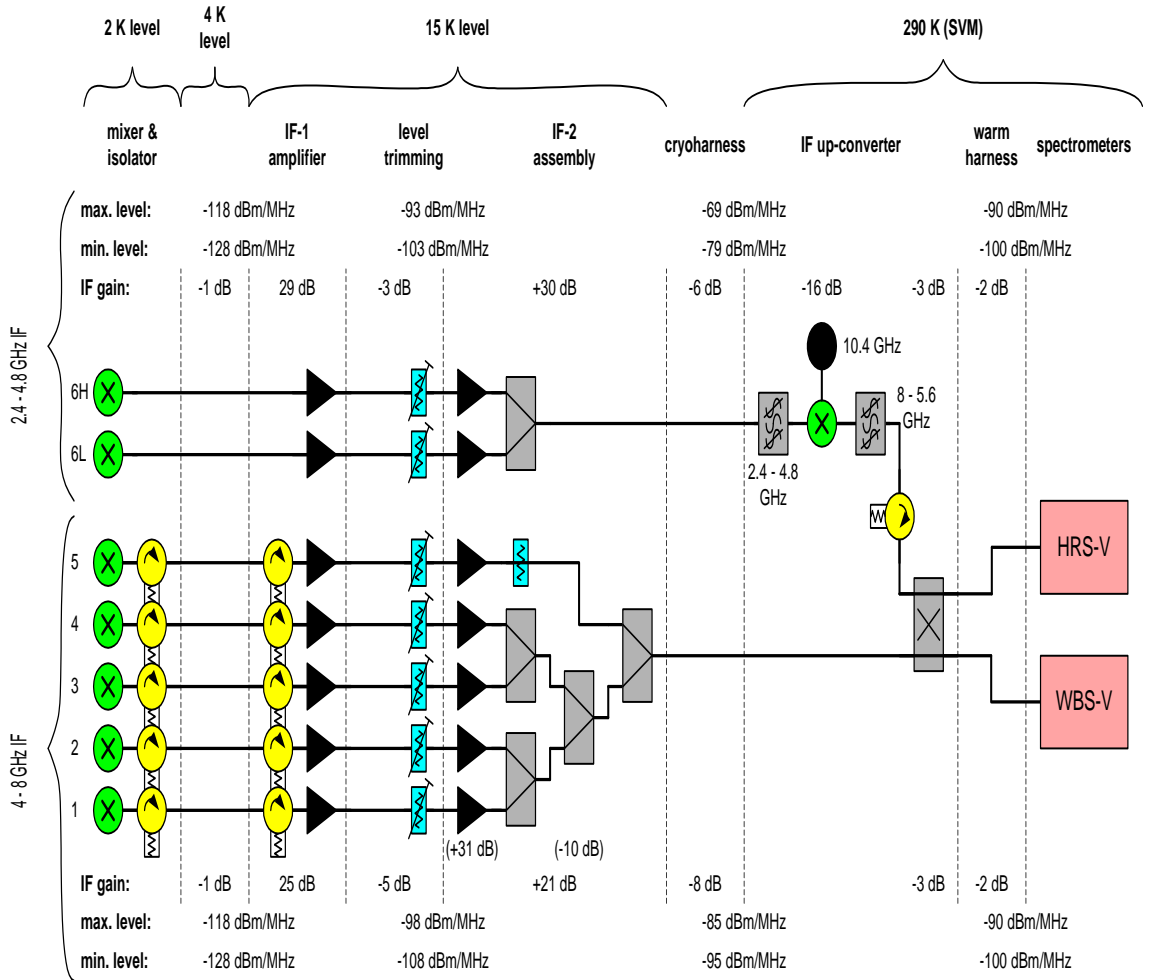 2 K level
4 K
level
15 K level
290 K (SVM)
mixer &
isolator
IF-1
amplifier
level
trimming
IF-2
assembly
cryoharness
IF up-converter
warm
harness
spectrometers
max. level: -118 dBm/MHz -93 dBm/MHz -69 dBm/MHz -90 dBm/MHz
min. level: -128 dBm/MHz -103 dBm/MHz -79 dBm/MHz -100 dBm/MHz
IF gain: -1 dB 29 dB -3 dB +30 dB -6 dB -16 dB -3 dB -2 dB
2.4 - 4.8 GHz IF
10.4 GHz
6H
8 - 5.6
GHz
6L
2.4 - 4.8
GHz
5
HRS-V
4
3
WBS-V
2
4 - 8 GHz IF
1
(+31 dB) (-10 dB)
IF gain: -1 dB 25 dB -5 dB +21 dB -8 dB -3 dB -2 dB
max. level: -118 dBm/MHz -98 dBm/MHz -85 dBm/MHz -90 dBm/MHz
min. level: -128 dBm/MHz -108 dBm/MHz -95 dBm/MHz -100 dBm/MHz